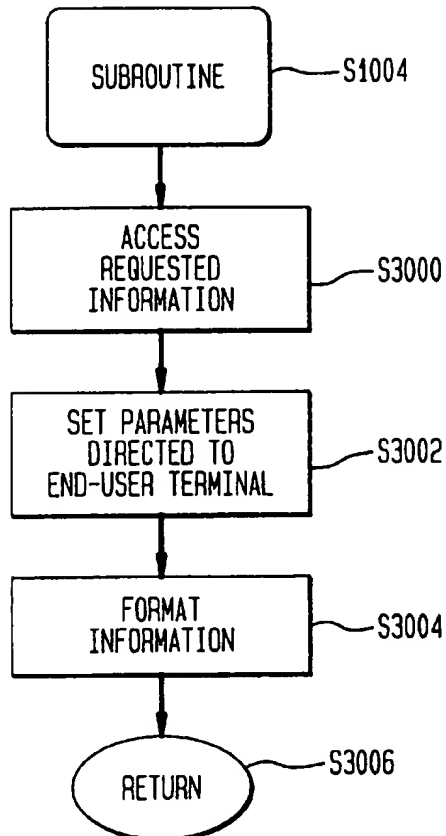 SUBROUTINE
S1004
ACCESS
REQUESTED
INFORMATION
S3000
SET PARAMETERS
DIRECTED TO
END-USER TERMINAL
S3002
FORMAT
INFORMATION
S3004
RETURN
S3006